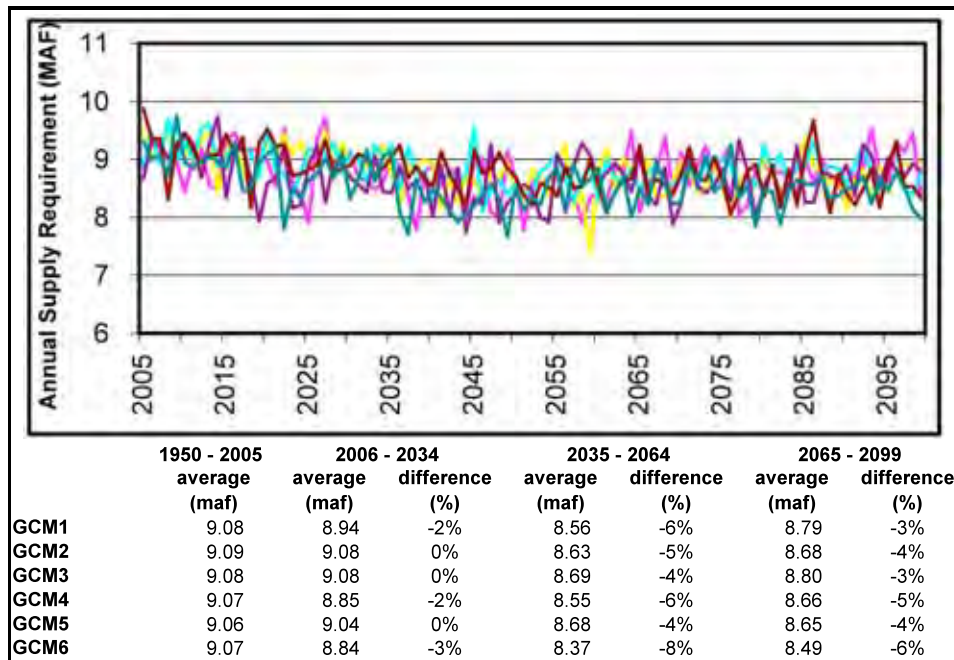 Annual Supply Requirement (MAF)
11
10
9
8
7
6
2005
2015
2025
2035
2045
2055
2065
2075
2085
2095
1950 - 2005 2006 - 2034 2035 - 2064 2065 - 2099
average average difference average difference average difference
(maf) (maf) (%) (maf) (%) (maf) (%)
GCM1 9.08 8.94 -2% 8.56 -6% 8.79 -3%
GCM2 9.09 9.08 0% 8.63 -5% 8.68 -4%
GCM3 9.08 9.08 0% 8.69 -4% 8.80 -3%
GCM4 9.07 8.85 -2% 8.55 -6% 8.66 -5%
GCM5 9.06 9.04 0% 8.68 -4% 8.65 -4%
GCM6 9.07 8.84 -3% 8.37 -8% 8.49 -6%